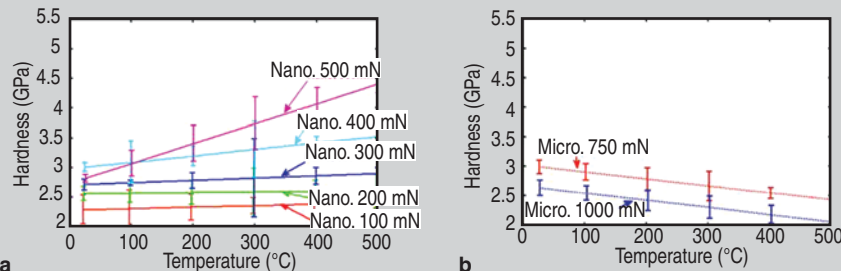 5.5
5
4.5
4
3.5
3
2.5
2
Hardness (GPa)
Nano. 500 mN
Nano. 400 mN
Nano. 300 mN
Nano. 200 mN
Nano. 100 mN
0 100 200 300 400 500
Temperature (°C)
a
5.5
5
4.5
4
3.5
3
2.5
2
Hardness (GPa)
Micro. 750 mN
Micro. 1000 mN
0 100 200 300 400 500
Temperature (°C)
b